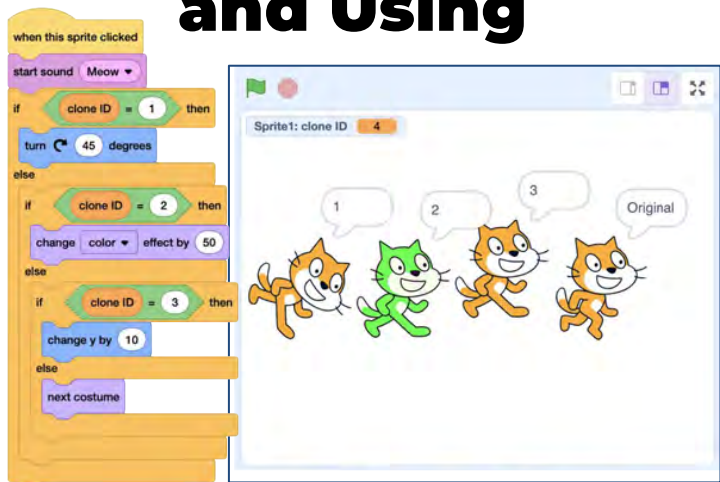 and Using
when this sprite clicked
start sound Meow
if clone ID = 1 then
turn 45 degrees
else
if clone ID = 2 then
change color effect by 50
else
if clone ID = 3 then
change y by 10
else
next costume
Sprite1: clone ID 4
1
2
3
Original